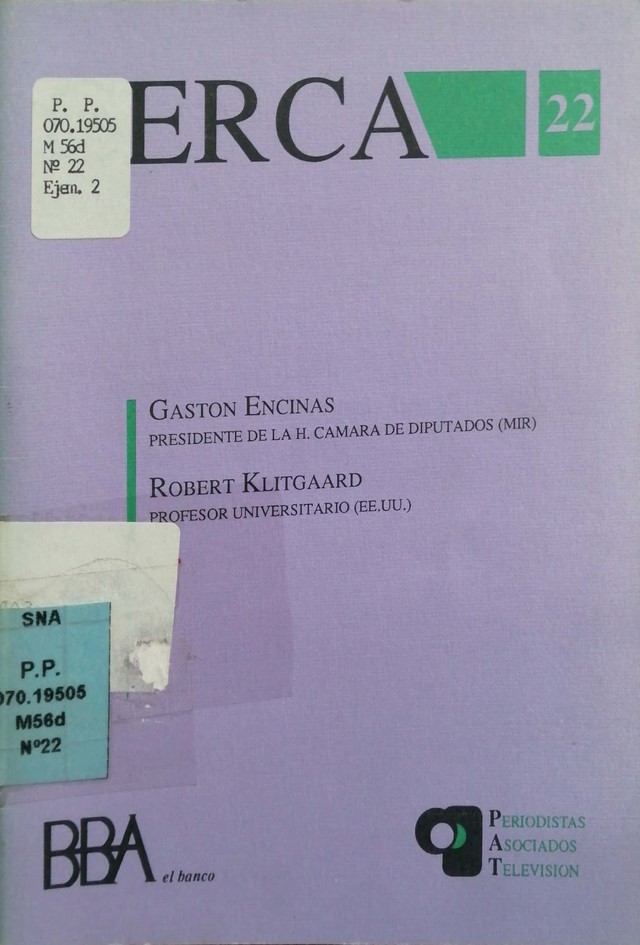 P. P.
070.19505
M 56d
Nº 22
Ejem. 2
ERCA
22
GASTON ENCINAS
PRESIDENTE DE LA H. CAMARA DE DIPUTADOS (MIR)
ROBERT KLITGAARD
PROFESOR UNIVERSITARIO (EE.UU.)
SNA
P.P.
070.19505
M56d
Nº22
BBA el banco
PERIODISTAS
ASOCIADOS
TELEVISION